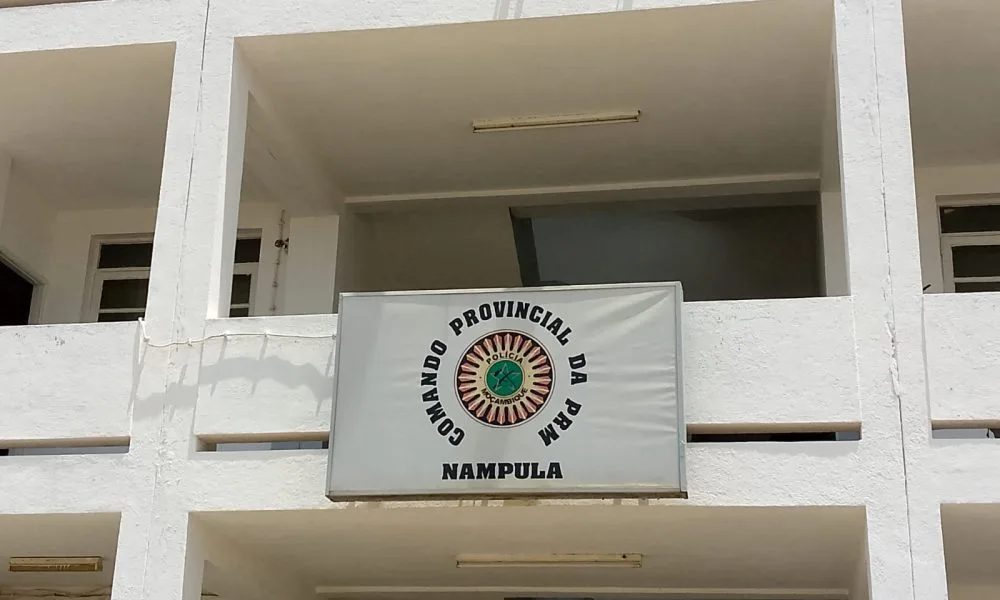 COMANDO PROVINCIAL DA PRM
POLÍCIA
MOÇAMBIQUE
NAMPULA